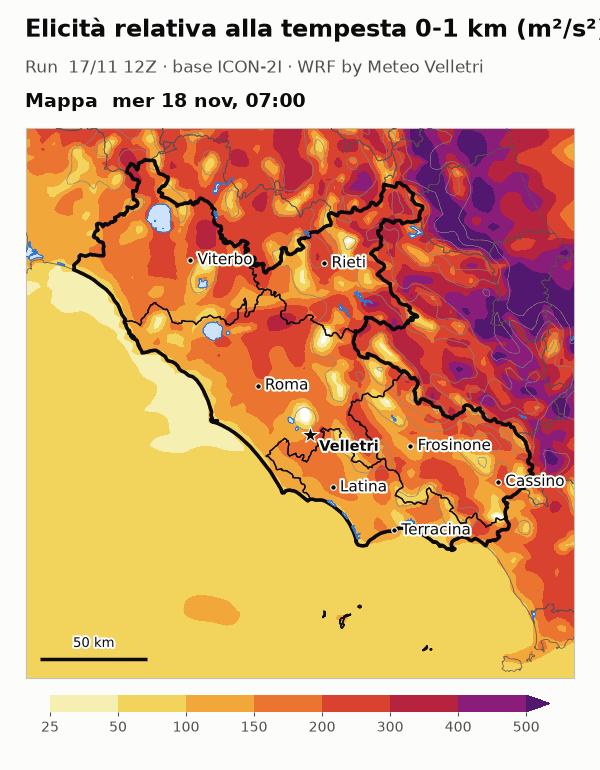 Elicità relativa alla tempesta 0-1 km (m²/s²)
Run  17/11 12Z · base ICON-2I · WRF by Meteo Velletri
Mappa  mer 18 nov, 07:00
Viterbo
Rieti
Roma
Velletri
Frosinone
Cassino
Latina
Terracina
50 km
25 50 100 150 200 300 400 500